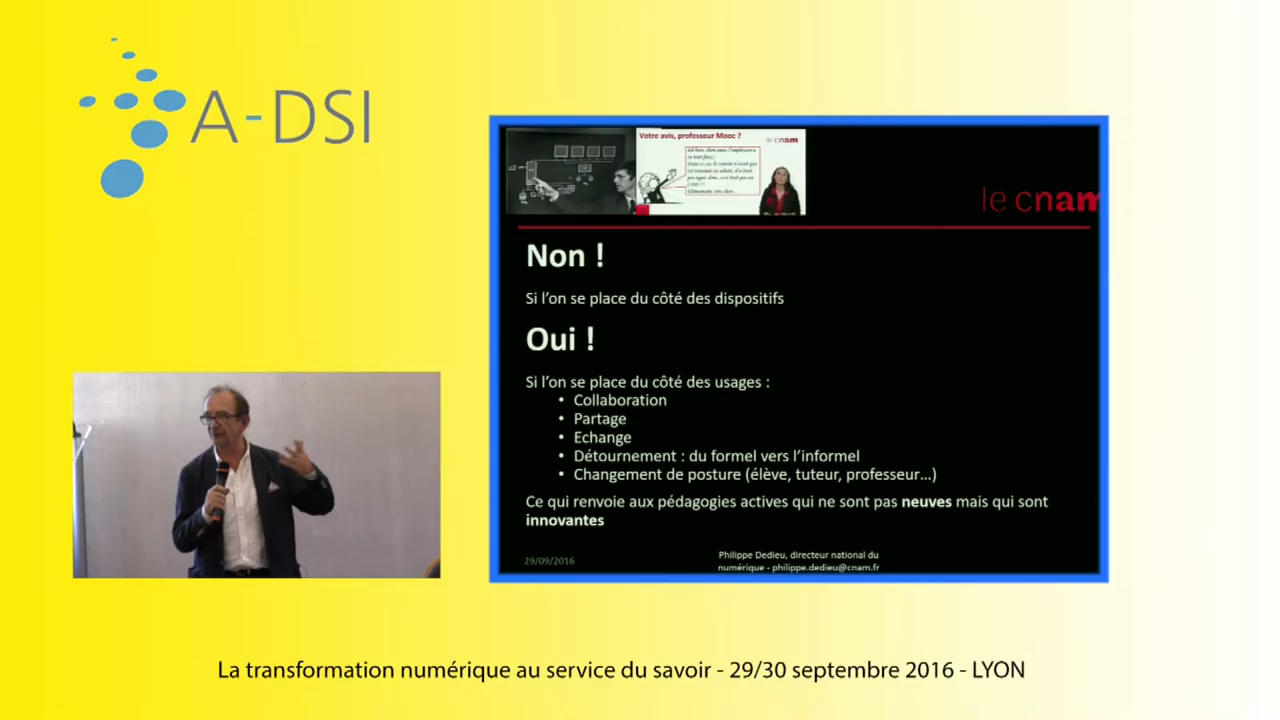 A-DSI
Votre avis, professeur Mooc ?
le cnam
le cnam
Non !
Si l’on se place du côté des dispositifs
Oui !
Si l’on se place du côté des usages :
• Collaboration
• Partage
• Echange
• Détournement : du formel vers l’informel
• Changement de posture (élève, tuteur, professeur…)
Ce qui renvoie aux pédagogies actives qui ne sont pas neuves mais qui sont
innovantes
29/09/2016
Philippe Dedieu, directeur national du
numérique - philippe.dedieu@cnam.fr
La transformation numérique au service du savoir - 29/30 septembre 2016 - LYON